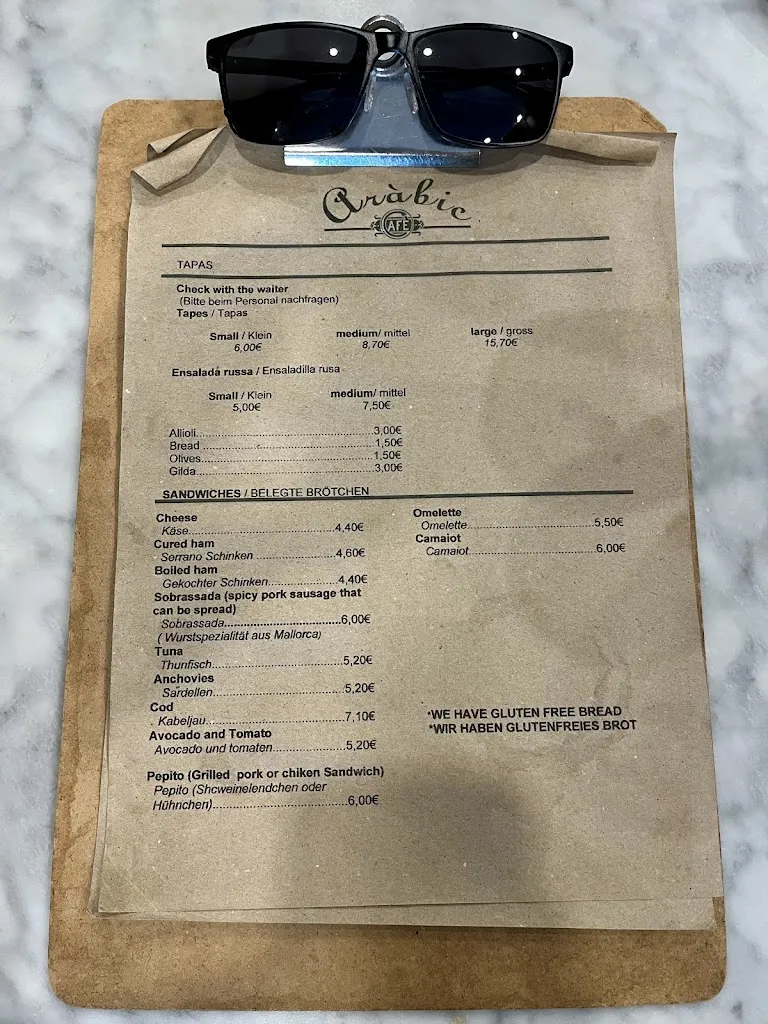 Aràbic
CAFÈ
TAPAS
Check with the waiter
(Bitte beim Personal nachfragen)
Tapes / Tapas
Small / Klein medium/ mittel large / gross
6,00€ 8,70€ 15,70€
Ensalada russa / Ensaladilla rusa
Small / Klein medium/ mittel
5,00€ 7,50€
Allioli.....3,00€
Bread.....1,50€
Olives.....1,50€
Gilda.....3,00€
SANDWICHES / BELEGTE BRÖTCHEN
Cheese
Käse.....4,40€
Cured ham
Serrano Schinken.....4,60€
Boiled ham
Gekochter Schinken.....4,40€
Sobrassada (spicy pork sausage that
can be spread)
Sobrassada.....6,00€
( Wurstspezialität aus Mallorca)
Tuna
Thunfisch.....5,20€
Anchovies
Sardellen.....5,20€
Cod
Kabeljau.....7,10€
Avocado and Tomato
Avocado und tomaten.....5,20€
Pepito (Grilled pork or chiken Sandwich)
Pepito (Shcweinelendchen oder
Hühnchen).....6,00€
Omelette
Omelette.....5,50€
Camaiot
Camaiot.....6,00€
*WE HAVE GLUTEN FREE BREAD
*WIR HABEN GLUTENFREIES BROT